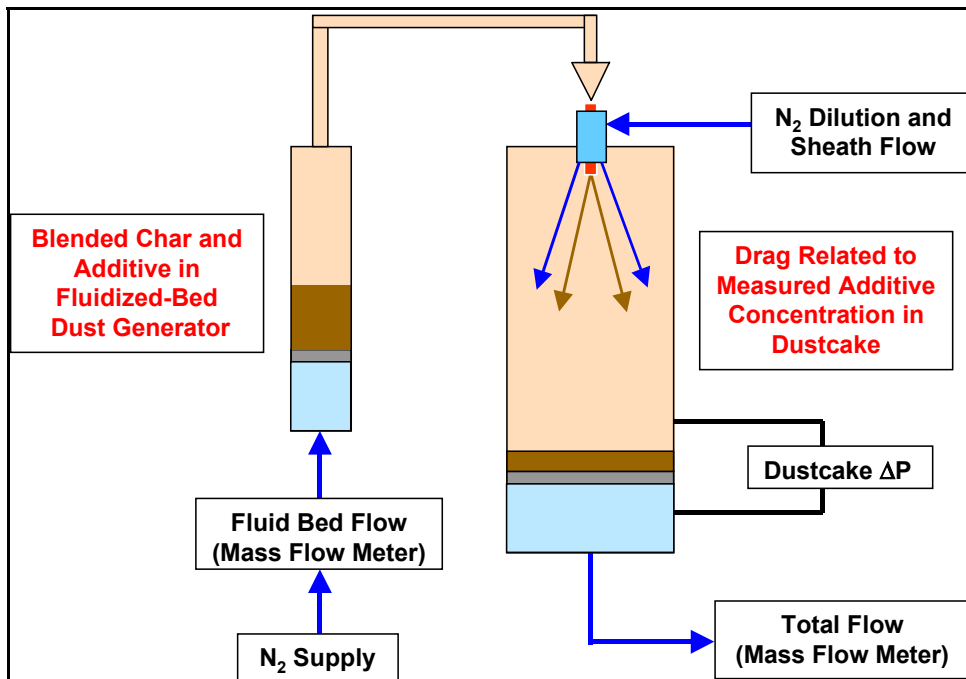 N₂ Dilution and
Sheath Flow
Blended Char and
Additive in
Fluidized-Bed
Dust Generator
Drag Related to
Measured Additive
Concentration in
Dustcake
Dustcake ΔP
Fluid Bed Flow
(Mass Flow Meter)
N₂ Supply
Total Flow
(Mass Flow Meter)